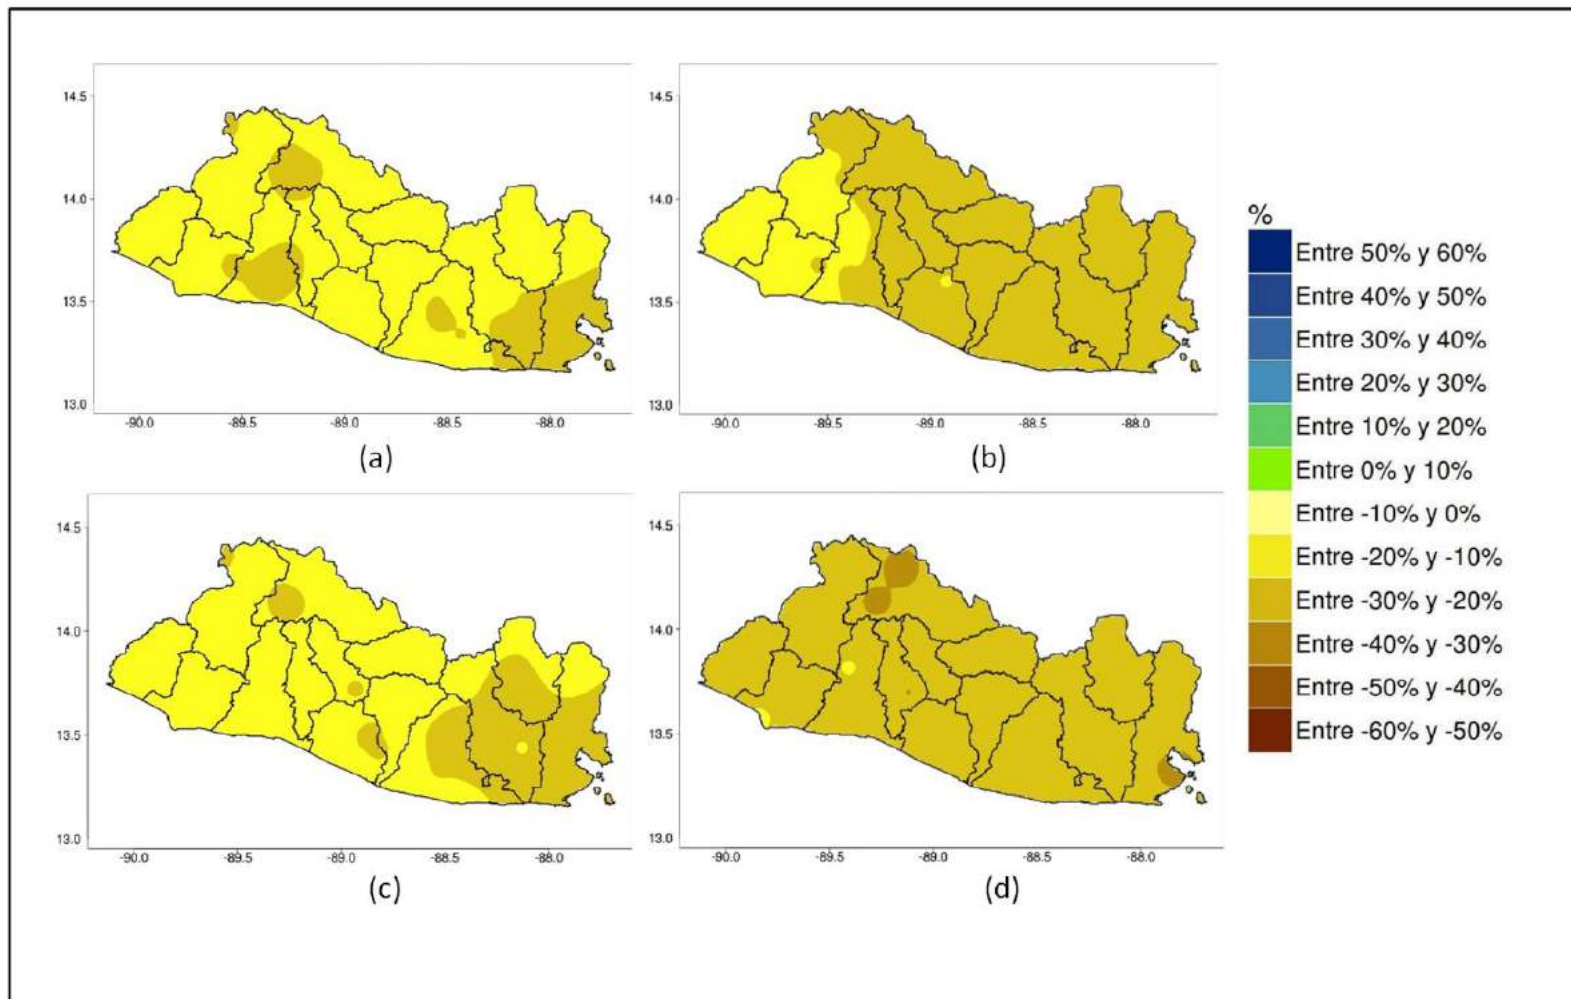 14.5
14.0
13.5
13.0
-90.0 -89.5 -89.0 -88.5 -88.0
(a)
14.5
14.0
13.5
13.0
-90.0 -89.5 -89.0 -88.5 -88.0
(b)
14.5
14.0
13.5
13.0
-90.0 -89.5 -89.0 -88.5 -88.0
(c)
14.5
14.0
13.5
13.0
-90.0 -89.5 -89.0 -88.5 -88.0
(d)
%
Entre 50% y 60%
Entre 40% y 50%
Entre 30% y 40%
Entre 20% y 30%
Entre 10% y 20%
Entre 0% y 10%
Entre -10% y 0%
Entre -20% y -10%
Entre -30% y -20%
Entre -40% y -30%
Entre -50% y -40%
Entre -60% y -50%